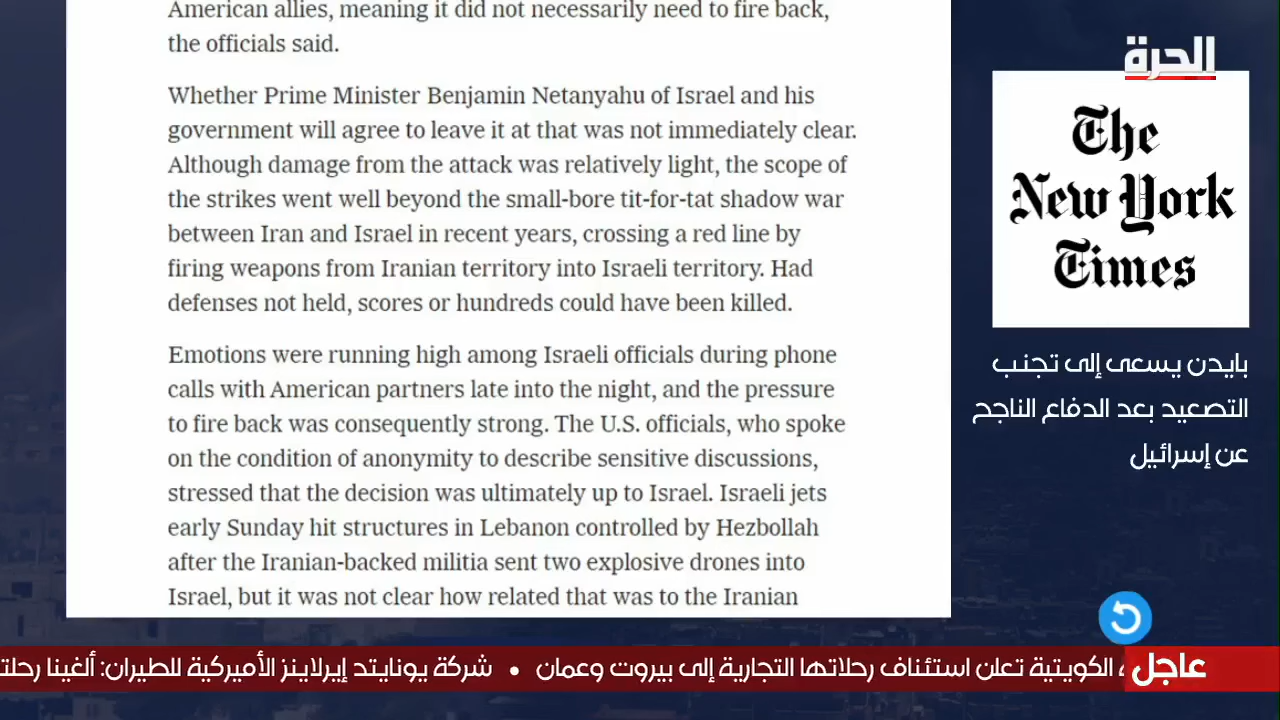 American allies, meaning it did not necessarily need to fire back,
the officials said.
Whether Prime Minister Benjamin Netanyahu of Israel and his
government will agree to leave it at that was not immediately clear.
Although damage from the attack was relatively light, the scope of
the strikes went well beyond the small-bore tit-for-tat shadow war
between Iran and Israel in recent years, crossing a red line by
firing weapons from Iranian territory into Israeli territory. Had
defenses not held, scores or hundreds could have been killed.
Emotions were running high among Israeli officials during phone
calls with American partners late into the night, and the pressure
to fire back was consequently strong. The U.S. officials, who spoke
on the condition of anonymity to describe sensitive discussions,
stressed that the decision was ultimately up to Israel. Israeli jets
early Sunday hit structures in Lebanon controlled by Hezbollah
after the Iranian-backed militia sent two explosive drones into
Israel, but it was not clear how related that was to the Iranian
الحرة
The
New York
Times
بايدن يسعى إلى تجنب
التصعيد بعد الدفاع الناجح
عن إسرائيل
عاجل
الكويتية تعلن استئناف رحلاتها التجارية إلى بيروت وعمان • شركة يونايتد إيرلاينز الأميركية للطيران: ألغينا